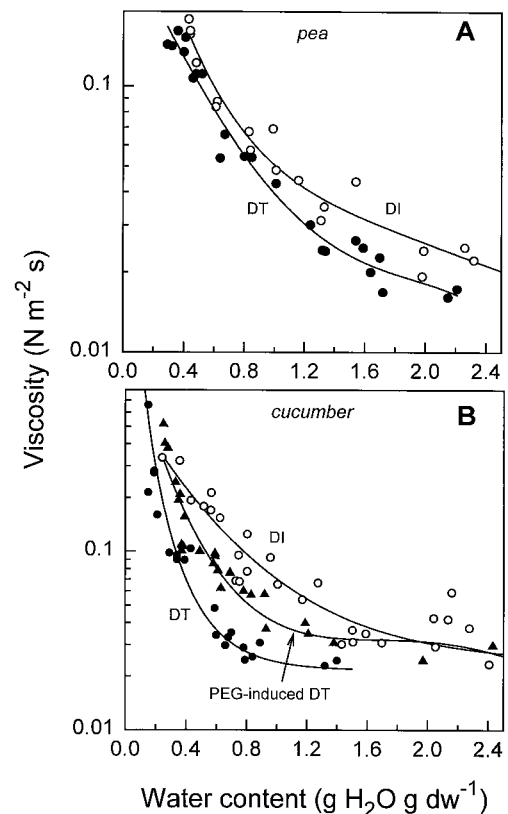 A
pea
0.1
DT
DI
0.01
0.0 0.4 0.8 1.2 1.6 2.0 2.4
Viscosity (N m⁻² s)
B
cucumber
DI
0.1
DT
PEG-induced DT
0.01
0.0 0.4 0.8 1.2 1.6 2.0 2.4
Water content (g H₂O g dw⁻¹)